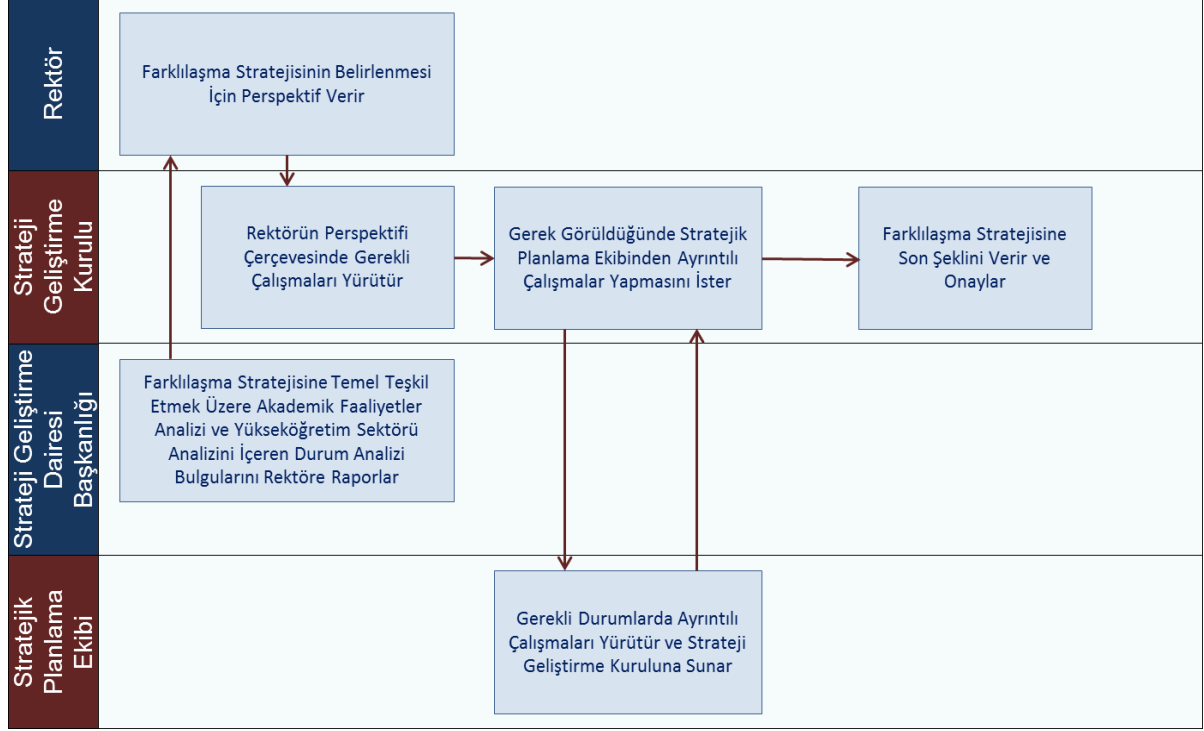 Rektör
Farklılaşma Stratejisinin Belirlenmesi
İçin Perspektif Verir
Strateji
Geliştirme
Kurulu
Rektörün Perspektifi
Çerçevesinde Gerekli
Çalışmaları Yürütür
Gerek Görüldüğünde Stratejik
Planlama Ekibinden Ayrıntılı
Çalışmalar Yapmasını İster
Farklılaşma Stratejisine
Son Şeklini Verir ve
Onaylar
Strateji Geliştirme
Dairesi
Başkanlığı
Farklılaşma Stratejisine Temel Teşkil
Etmek Üzere Akademik Faaliyetler
Analizi ve Yükseköğretim Sektörü
Analizini İçeren Durum Analizi
Bulgularını Rektöre Raporlar
Stratejik
Planlama
Ekibi
Gerekli Durumlarda Ayrıntılı
Çalışmaları Yürütür ve Strateji
Geliştirme Kuruluna Sunar